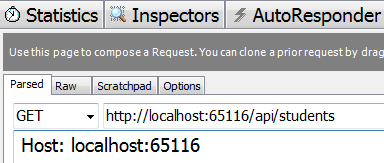 Statistics Inspectors AutoResponder
Use this page to compose a Request. You can clone a prior request by drag
Parsed Raw Scratchpad Options
GET http://localhost:65116/api/students
Host: localhost:65116